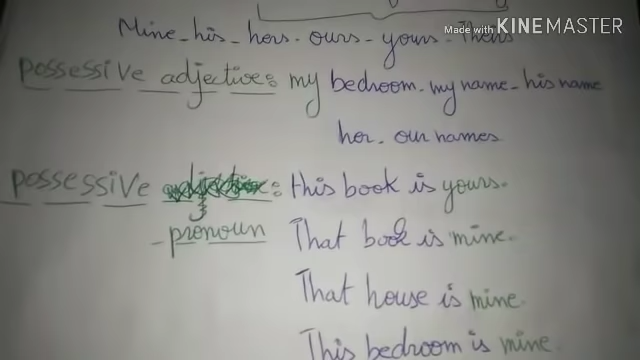 Made with KINEMASTER
Mine - his - hers - ours - yours - Theirs
possessive adjective: my bedroom - my name - his name
her - our names
possessive : this book is yours.
- pronoun That book is mine.
That house is mine.
This bedroom is mine